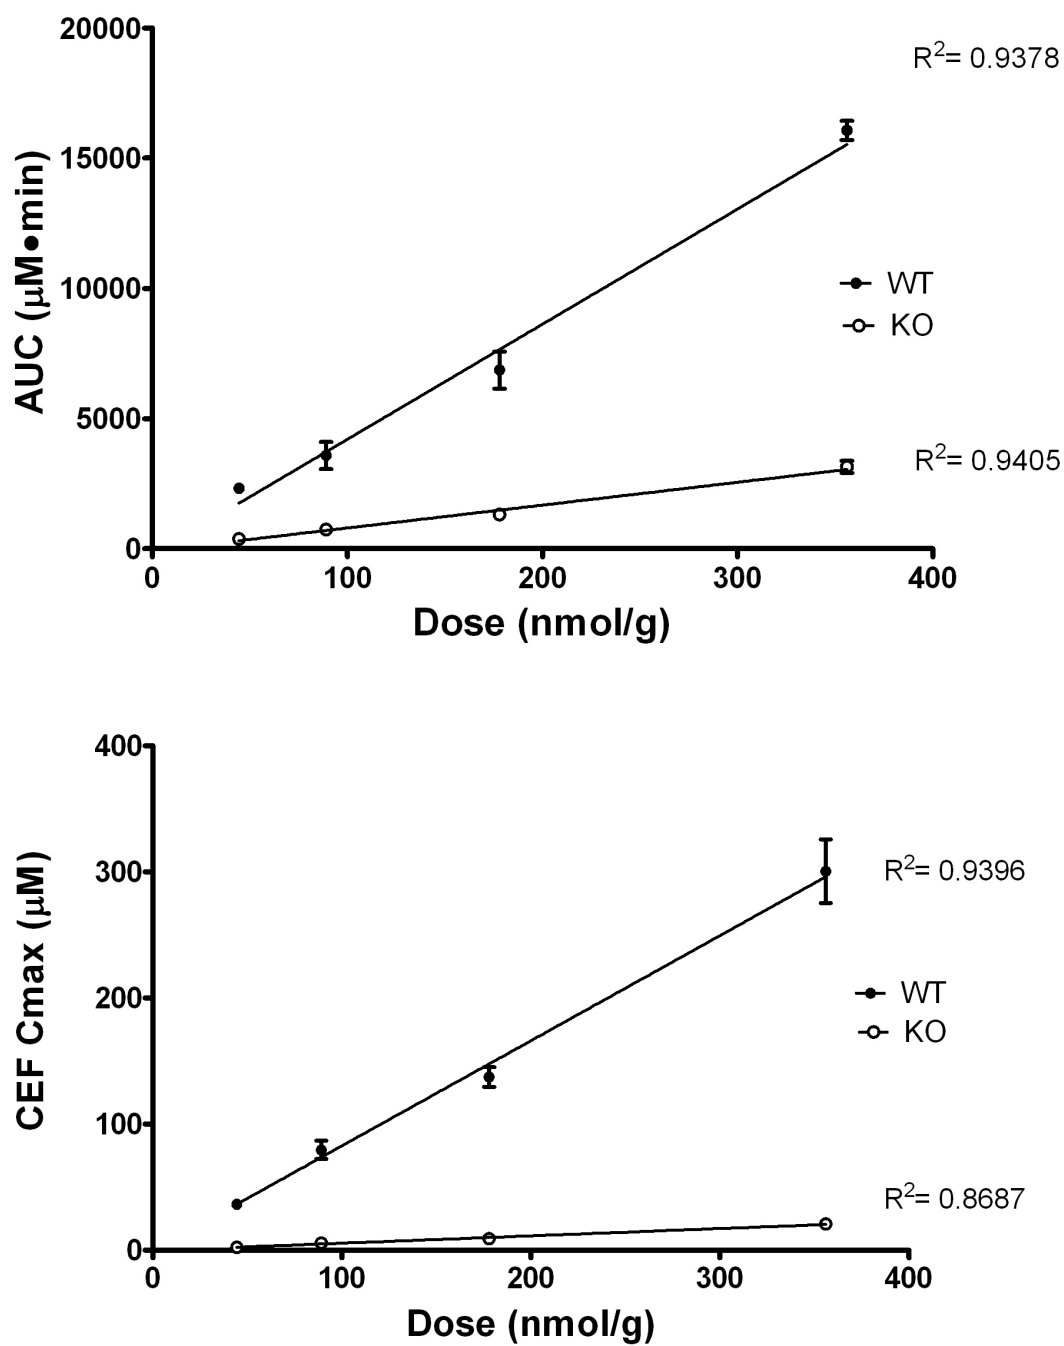 20000
R²= 0.9378
15000
AUC (μM●min)
10000
WT
KO
5000
R²= 0.9405
0
0 100 200 300 400
Dose (nmol/g)
400
CEF Cmax (μM)
300
R²= 0.9396
200
WT
KO
100
R²= 0.8687
0
0 100 200 300 400
Dose (nmol/g)